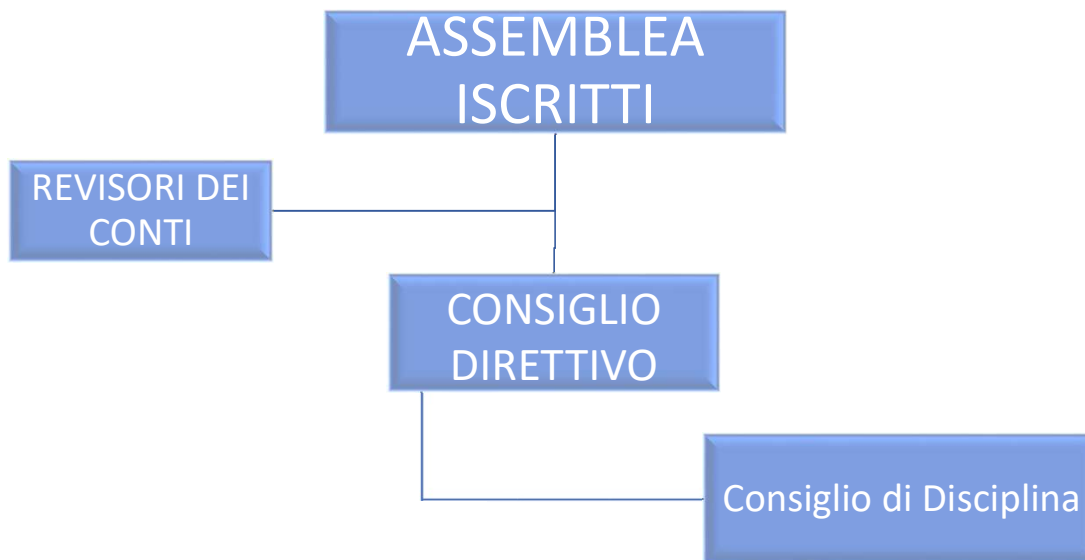 ASSEMBLEA
ISCRITTI
REVISORI DEI
CONTI
CONSIGLIO
DIRETTIVO
Consiglio di Disciplina